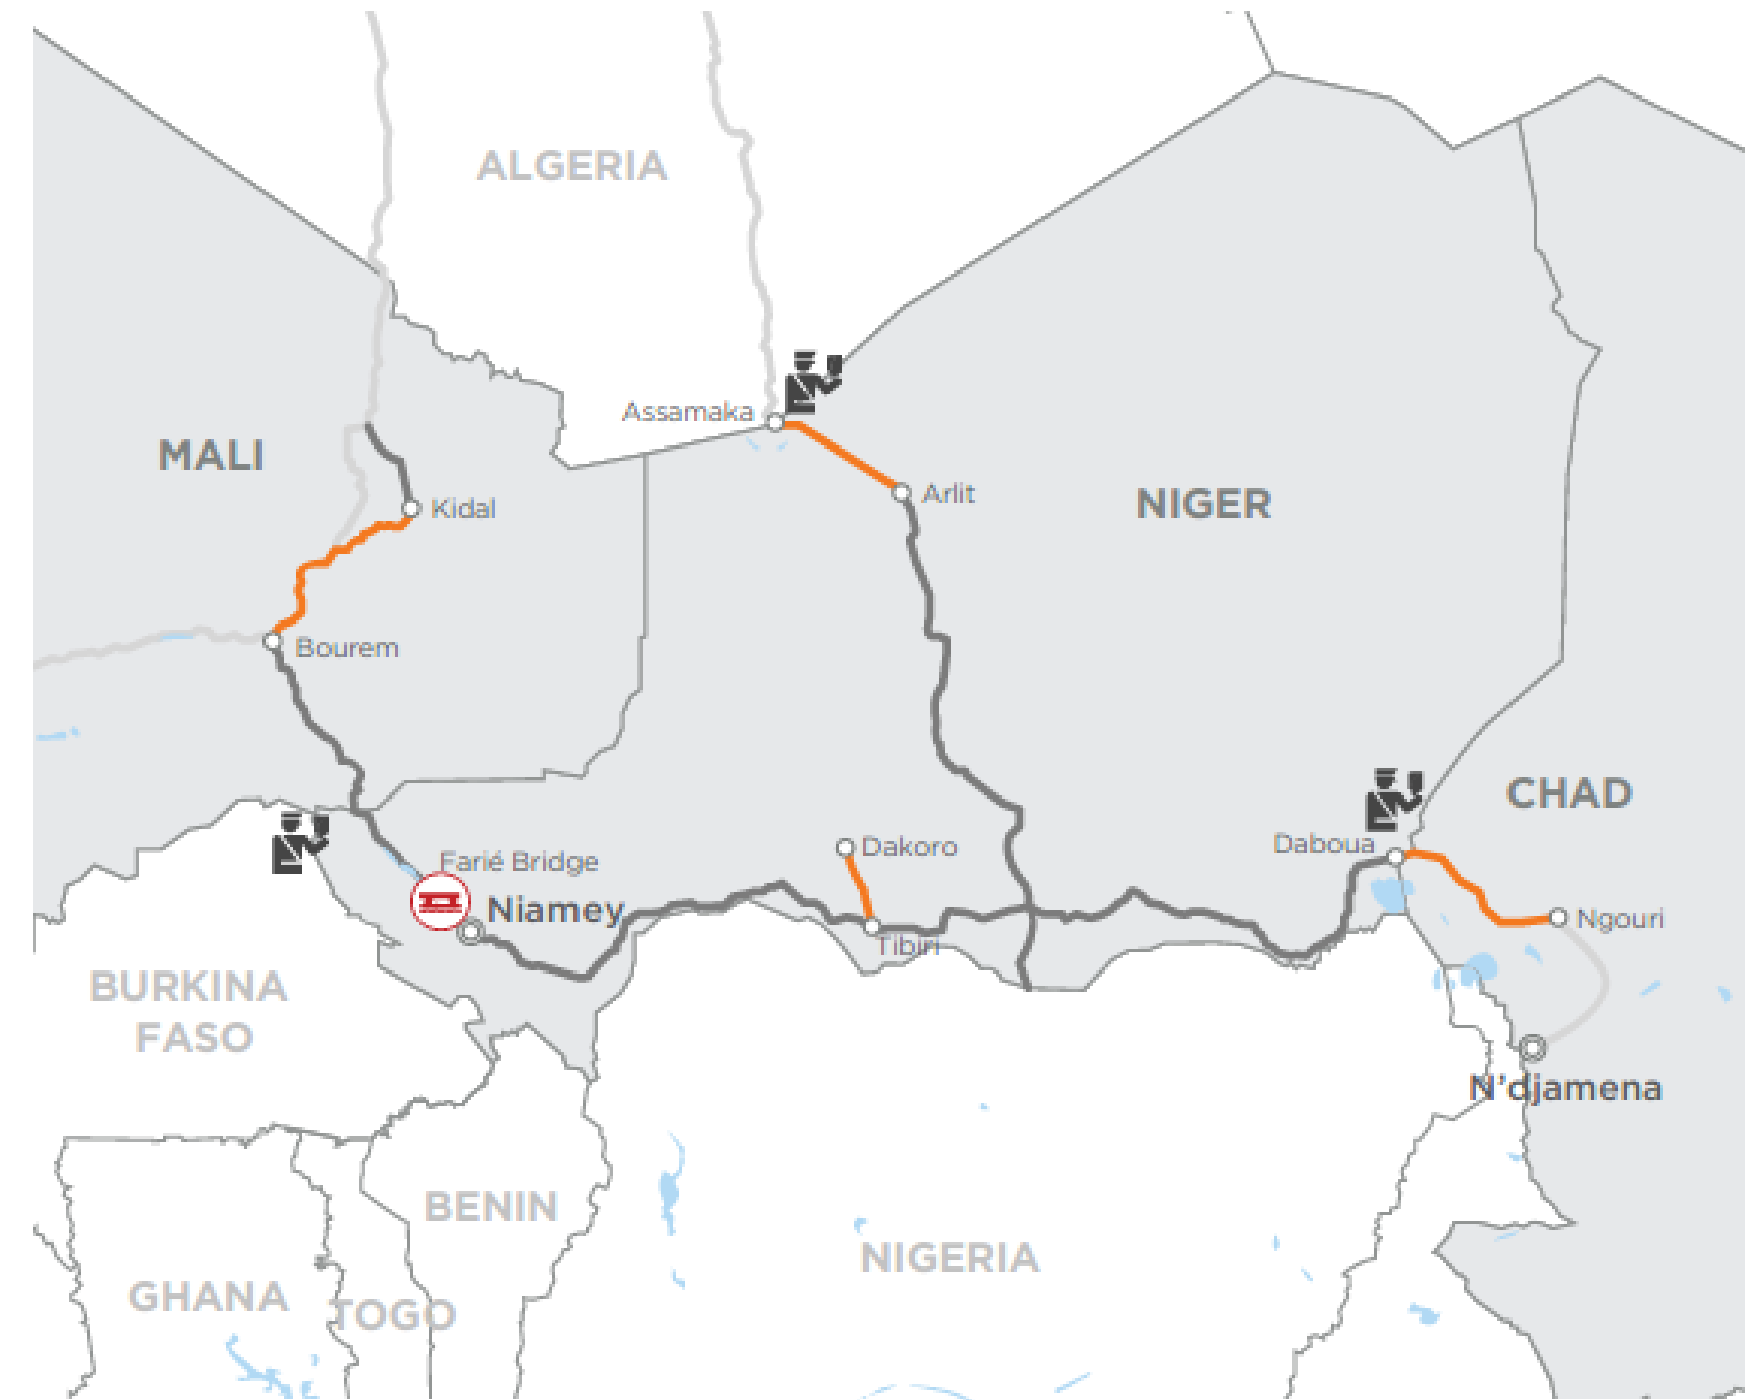 ALGERIA
Assamaka
MALI
Arlit
NIGER
Kidal
Bourem
CHAD
Daboua
Dakoro
Farié Bridge
Niamey
Ngouri
Tibiri
BURKINA
FASO
N'djamena
BENIN
NIGERIA
GHANA
TOGO